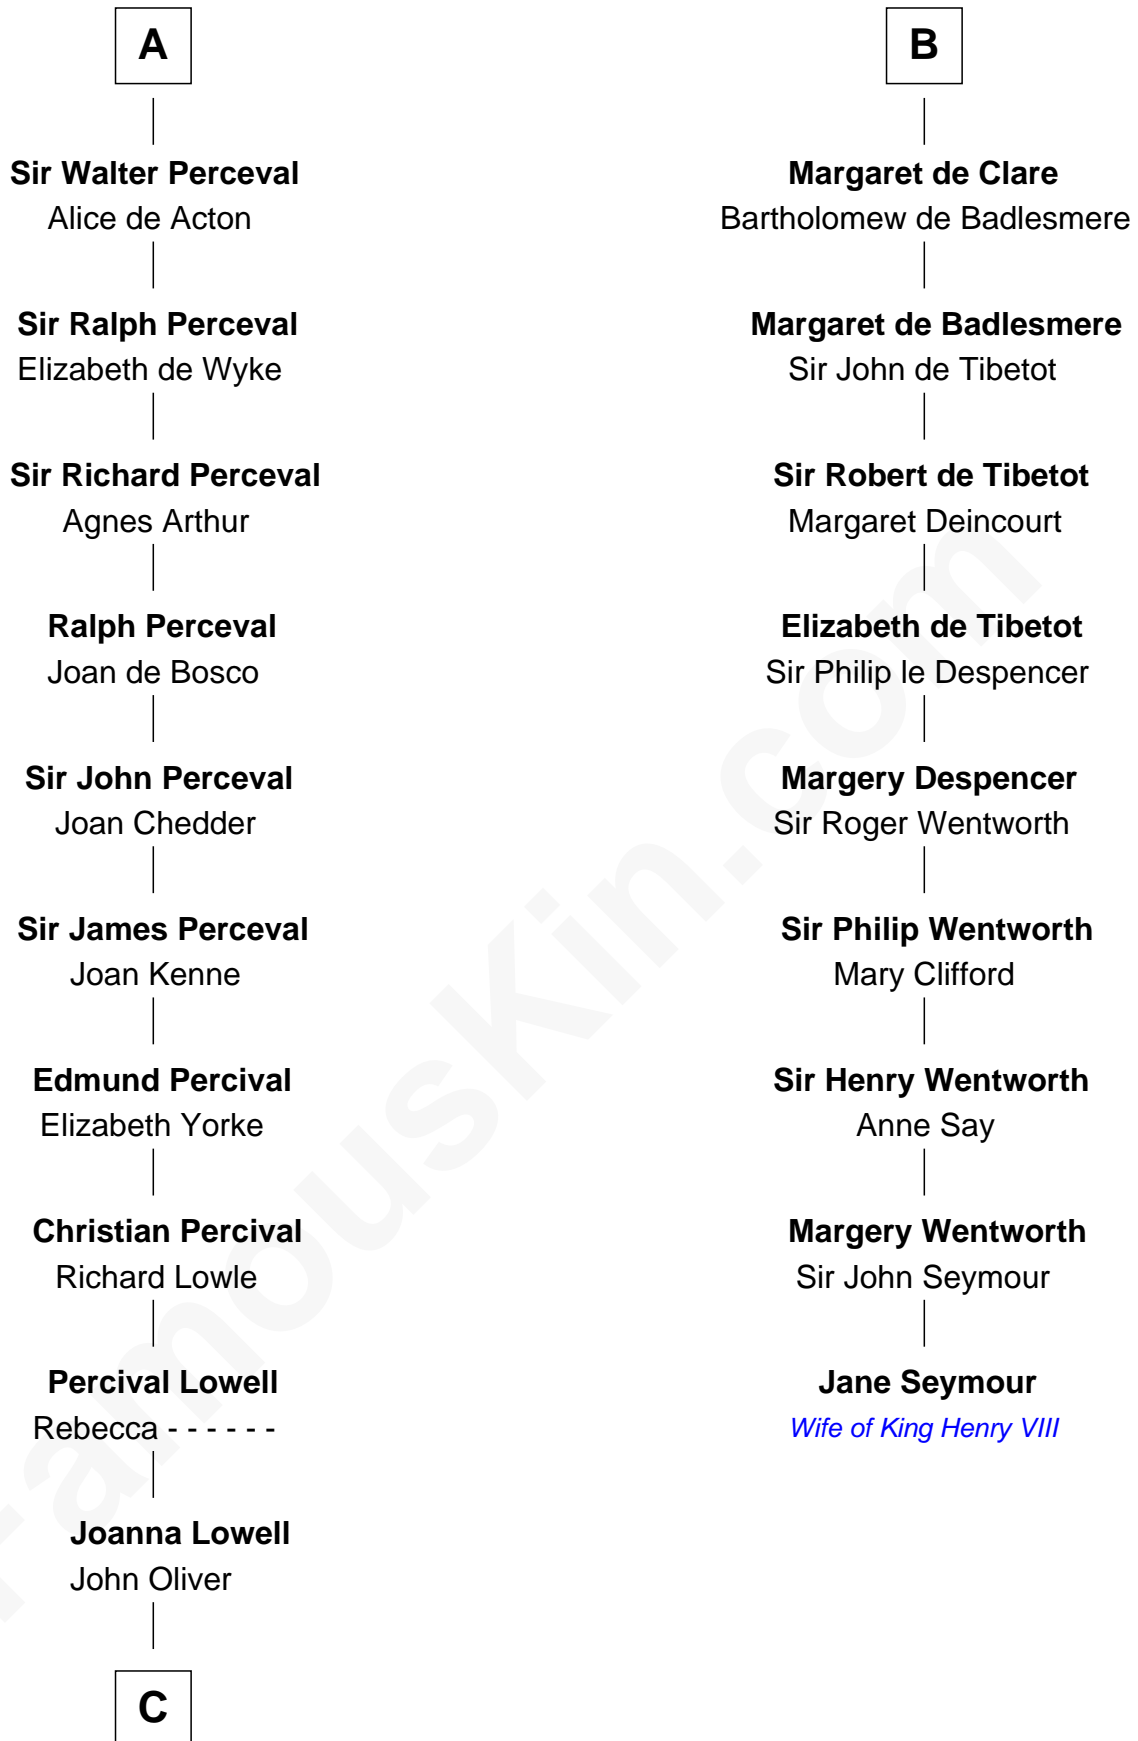 A
Sir Walter Perceval
Alice de Acton
Sir Ralph Perceval
Elizabeth de Wyke
Sir Richard Perceval
Agnes Arthur
Ralph Perceval
Joan de Bosco
Sir John Perceval
Joan Chedder
Sir James Perceval
Joan Kenne
Edmund Percival
Elizabeth Yorke
Christian Percival
Richard Lowle
Percival Lowell
Rebecca - - - - - -
Joanna Lowell
John Oliver
C
B
Margaret de Clare
Bartholomew de Badlesmere
Margaret de Badlesmere
Sir John de Tibetot
Sir Robert de Tibetot
Margaret Deincourt
Elizabeth de Tibetot
Sir Philip le Despencer
Margery Despencer
Sir Roger Wentworth
Sir Philip Wentworth
Mary Clifford
Sir Henry Wentworth
Anne Say
Margery Wentworth
Sir John Seymour
Jane Seymour
Wife of King Henry VIII
FamousKin.com